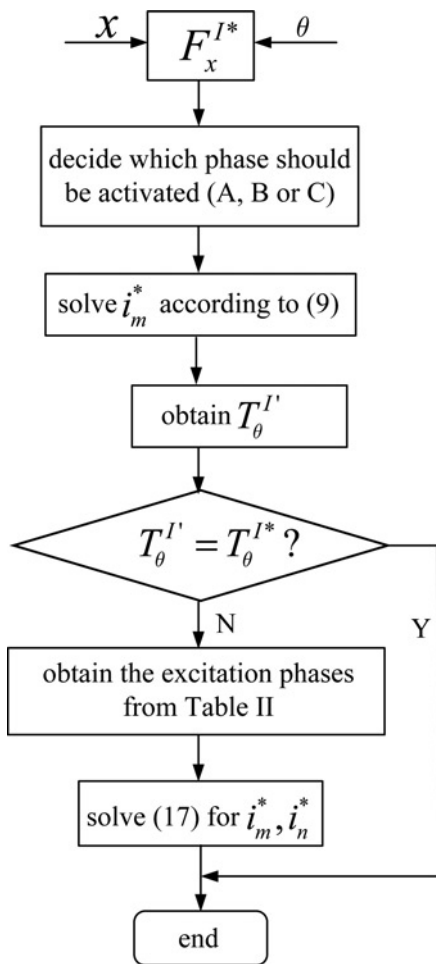 x
F_x^{I*}
θ
decide which phase should
be activated (A, B or C)
solve i_m^* according to (9)
obtain T_θ^{I'}
T_θ^{I'} = T_θ^{I*} ?
N
Y
obtain the excitation phases
from Table II
solve (17) for i_m^*, i_n^*
end